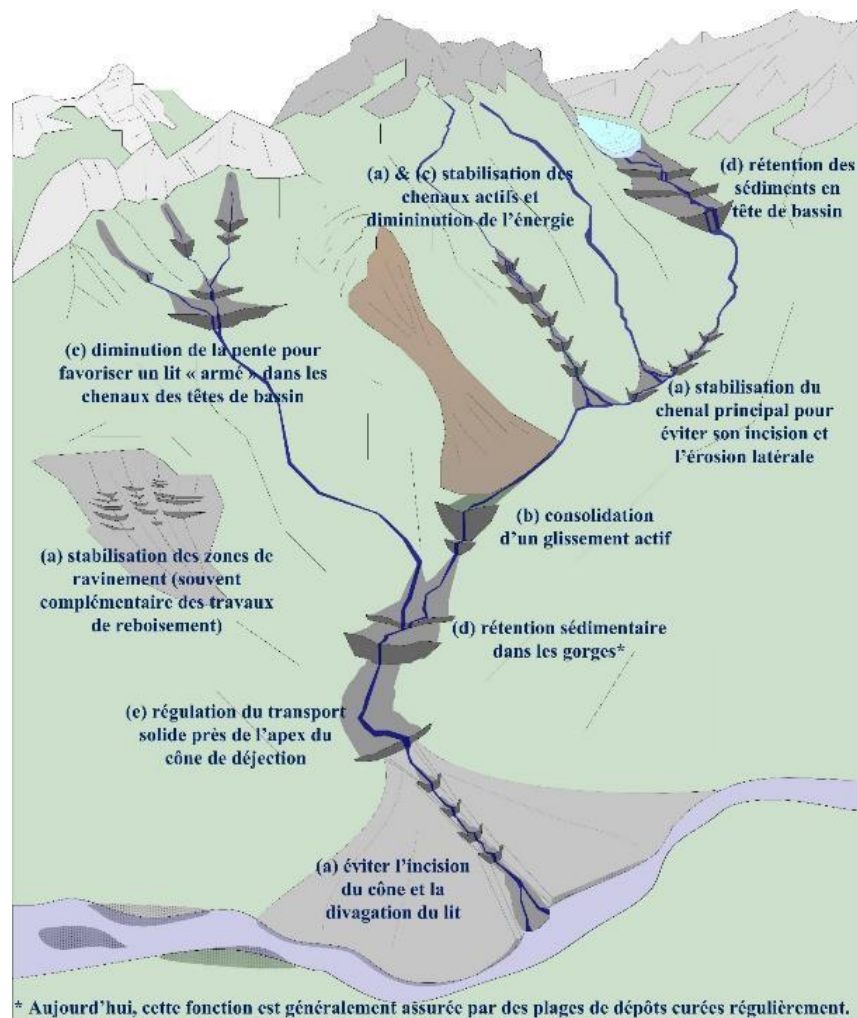 (a) & (c) stabilisation des
chenaux actifs et
dimininution de l’énergie
(d) rétention des
sédiments en
tête de bassin
(c) diminution de la pente pour
favoriser un lit « armé » dans les
chenaux des têtes de bassin
(a) stabilisation du
chenal principal pour
éviter son incision et
l’érosion latérale
(b) consolidation
d’un glissement actif
(a) stabilisation des zones de
ravinement (souvent
complémentaire des travaux
de reboisement)
(d) rétention sédimentaire
dans les gorges*
(e) régulation du transport
solide près de l’apex du
cône de déjection
(a) éviter l’incision
du cône et la
divagation du lit
* Aujourd’hui, cette fonction est généralement assurée par des plages de dépôts curées régulièrement.